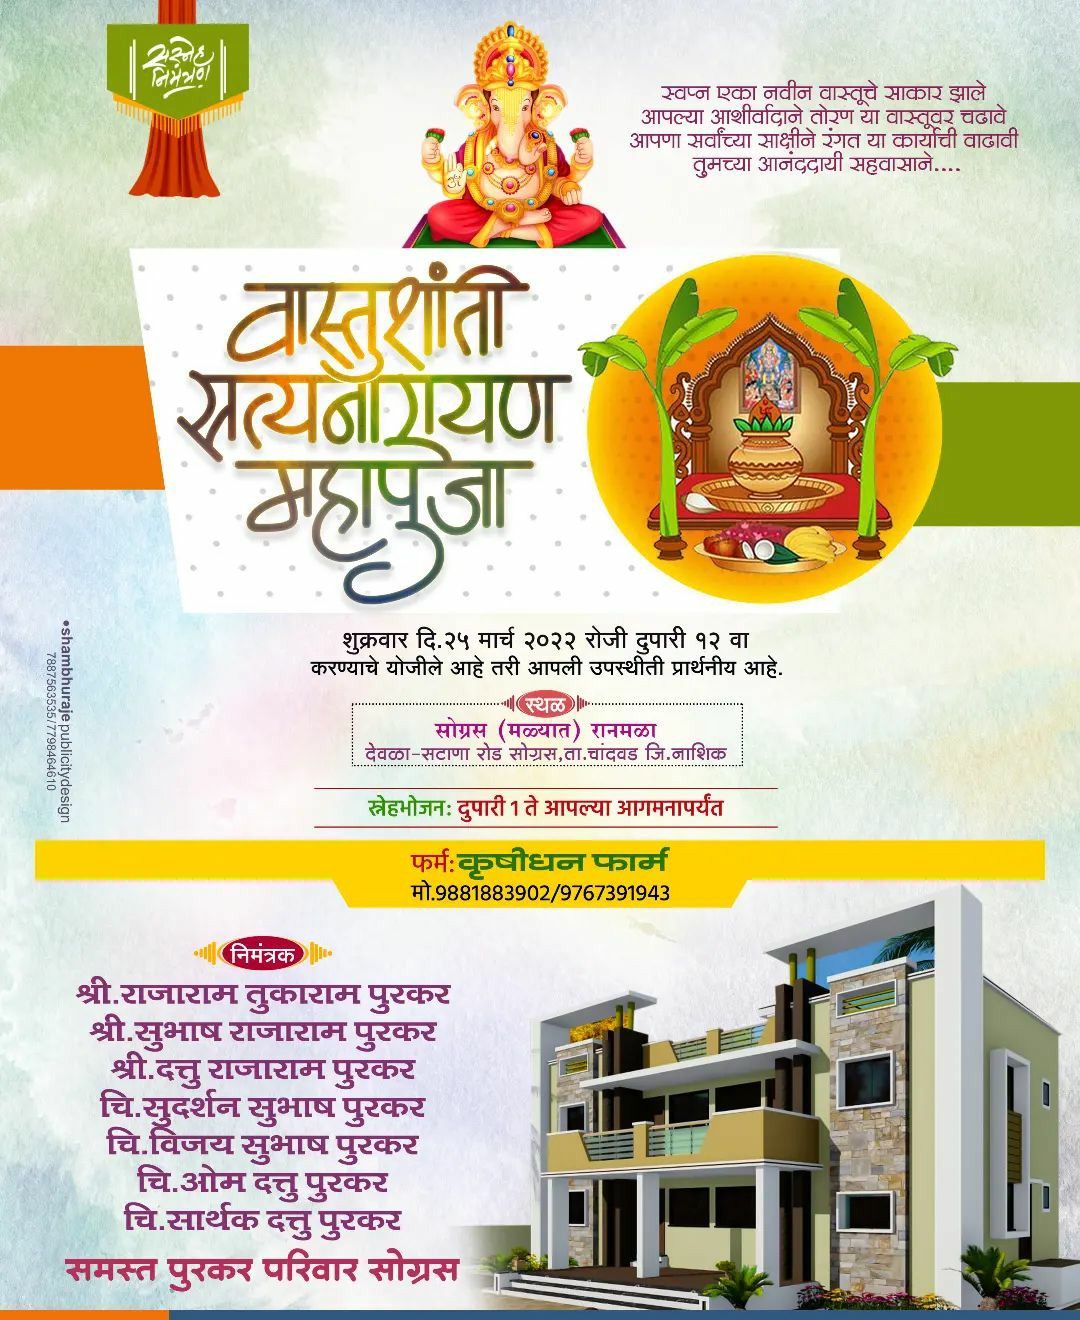 सस्नेह
निमंत्रण
स्वप्न एका नवीन वास्तूचे साकार झाले
आपल्या आशीर्वादाने तोरण या वास्तूवर चढावे
आपणा सर्वांच्या साक्षीने रंगत या कार्याची वाढावी
तुमच्या आनंददायी सहवासाने....
वास्तुशांती
सत्यनारायण
महापुजा
शुक्रवार दि.२५ मार्च २०२२ रोजी दुपारी १२ वा
करण्याचे योजीले आहे तरी आपली उपस्थीती प्रार्थनीय आहे.
स्थळ
सोग्रस (मळ्यात) रानमळा
देवळा-सटाणा रोड सोग्रस,ता.चांदवड जि.नाशिक
स्नेहभोजन: दुपारी 1 ते आपल्या आगमनापर्यंत
फर्म: कृषीधन फार्म
मो.9881883902/9767391943
•shambhuraje publicitydesign
7887563535/7798464610
निमंत्रक
श्री.राजाराम तुकाराम पुरकर
श्री.सुभाष राजाराम पुरकर
श्री.दत्तु राजाराम पुरकर
चि.सुदर्शन सुभाष पुरकर
चि.विजय सुभाष पुरकर
चि.ओम दत्तु पुरकर
चि.सार्थक दत्तु पुरकर
समस्त पुरकर परिवार सोग्रस